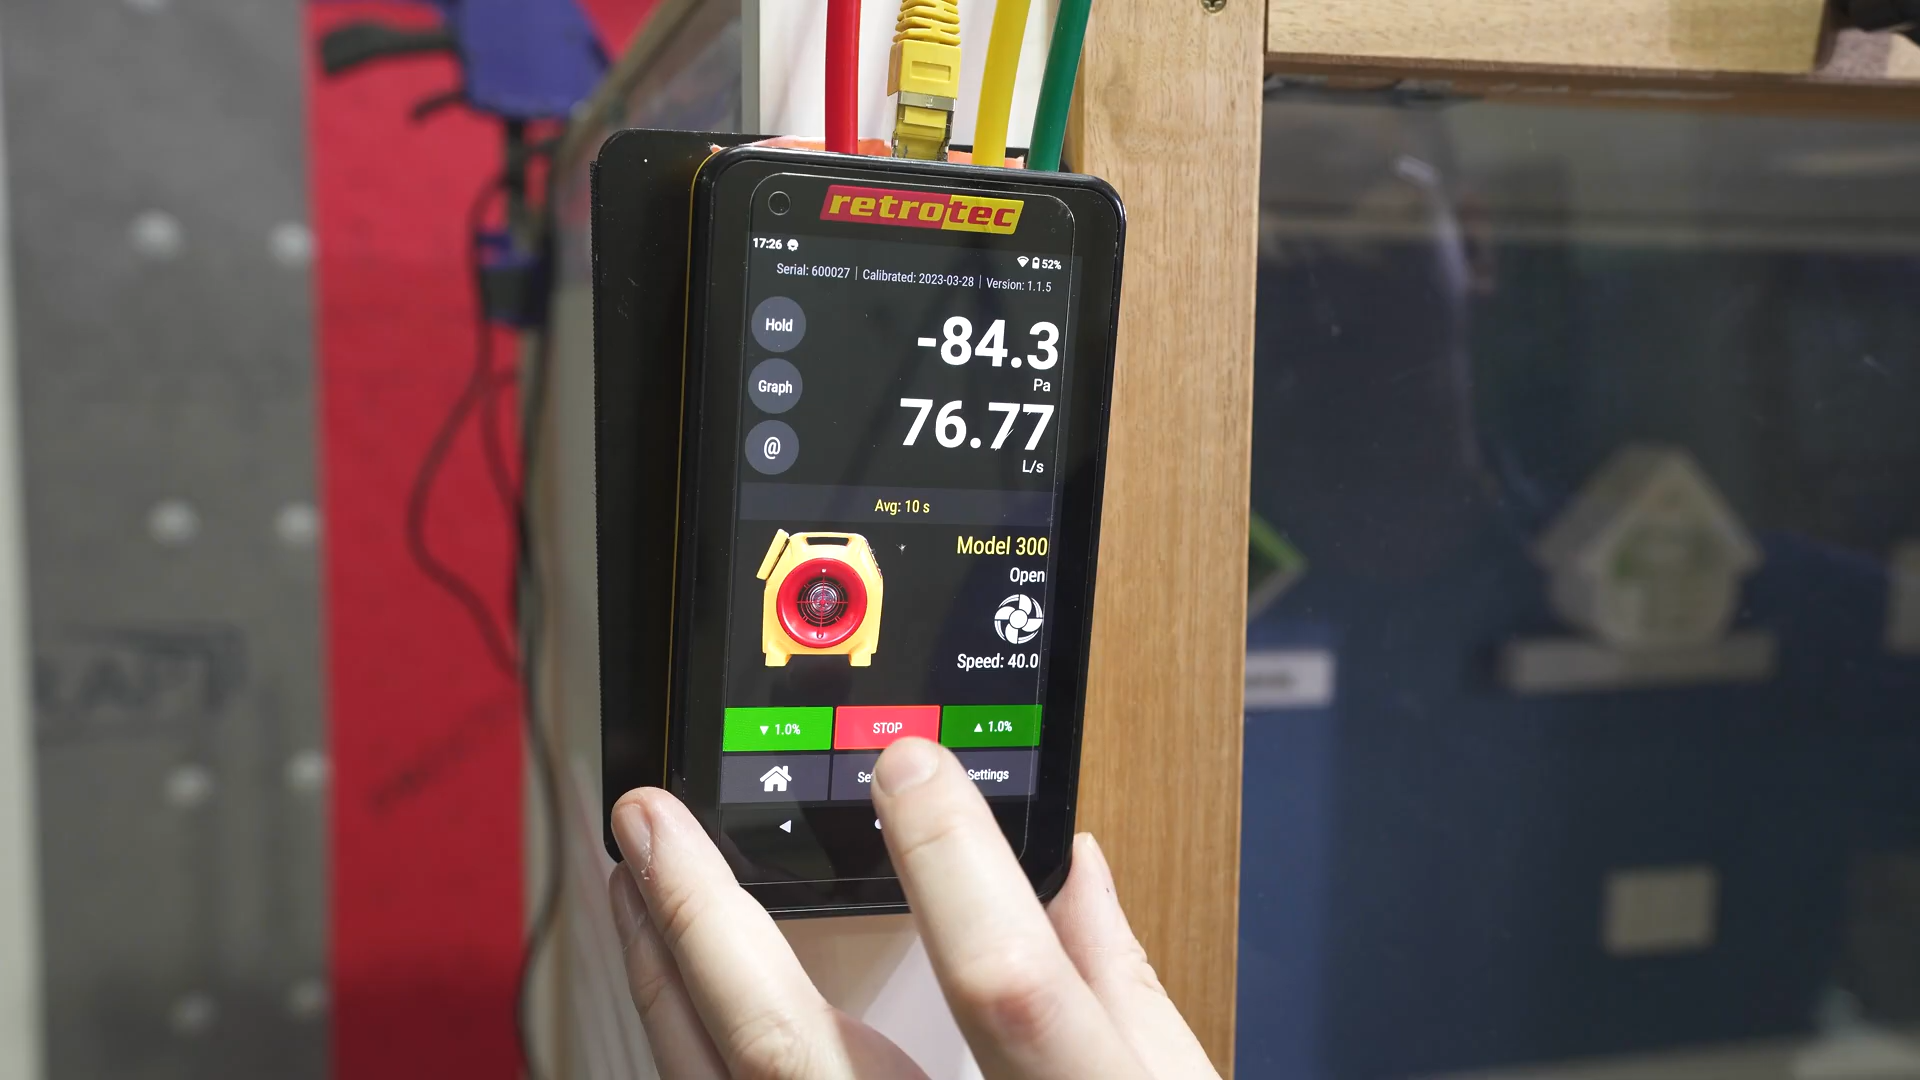 retrotec
17:26 52%
Serial: 600027 | Calibrated: 2023-03-28 | Version: 1.1.5
Hold
-84.3
Pa
Graph
76.77
@
L/s
Avg: 10 s
Model 300
Open
Speed: 40.0
▼ 1.0% STOP ▲ 1.0%
Settings